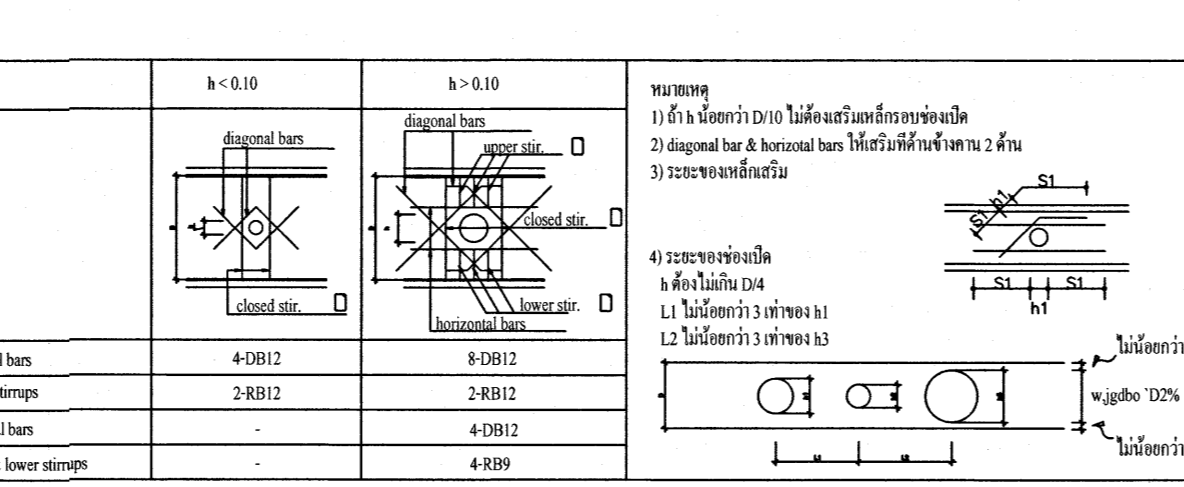 h < 0.10
h > 0.10
diagonal bars
closed stir.
diagonal bars
upper stir.
closed stir.
lower stir.
horizontal bars
l bars 4-DB12 8-DB12
tirrups 2-RB12 2-RB12
l bars - 4-DB12
lower stirrups - 4-RB9
หมายเหตุ
1) ถ้า h น้อยกว่า D/10 ไม่ต้องเสริมเหล็กรอบช่องเปิด
2) diagonal bar & horizotal bars ให้เสริมที่ด้านข้างคาน 2 ด้าน
3) ระยะของเหล็กเสริม
S1
h1
S1
S1 S1
h1
4) ระยะของช่องเปิด
h ต้องไม่เกิน D/4
L1 ไม่น้อยกว่า 3 เท่าของ h1
L2 ไม่น้อยกว่า 3 เท่าของ h3
ไม่น้อยกว่า
w,jgdbo `D2%
ไม่น้อยกว่า
L1 L2